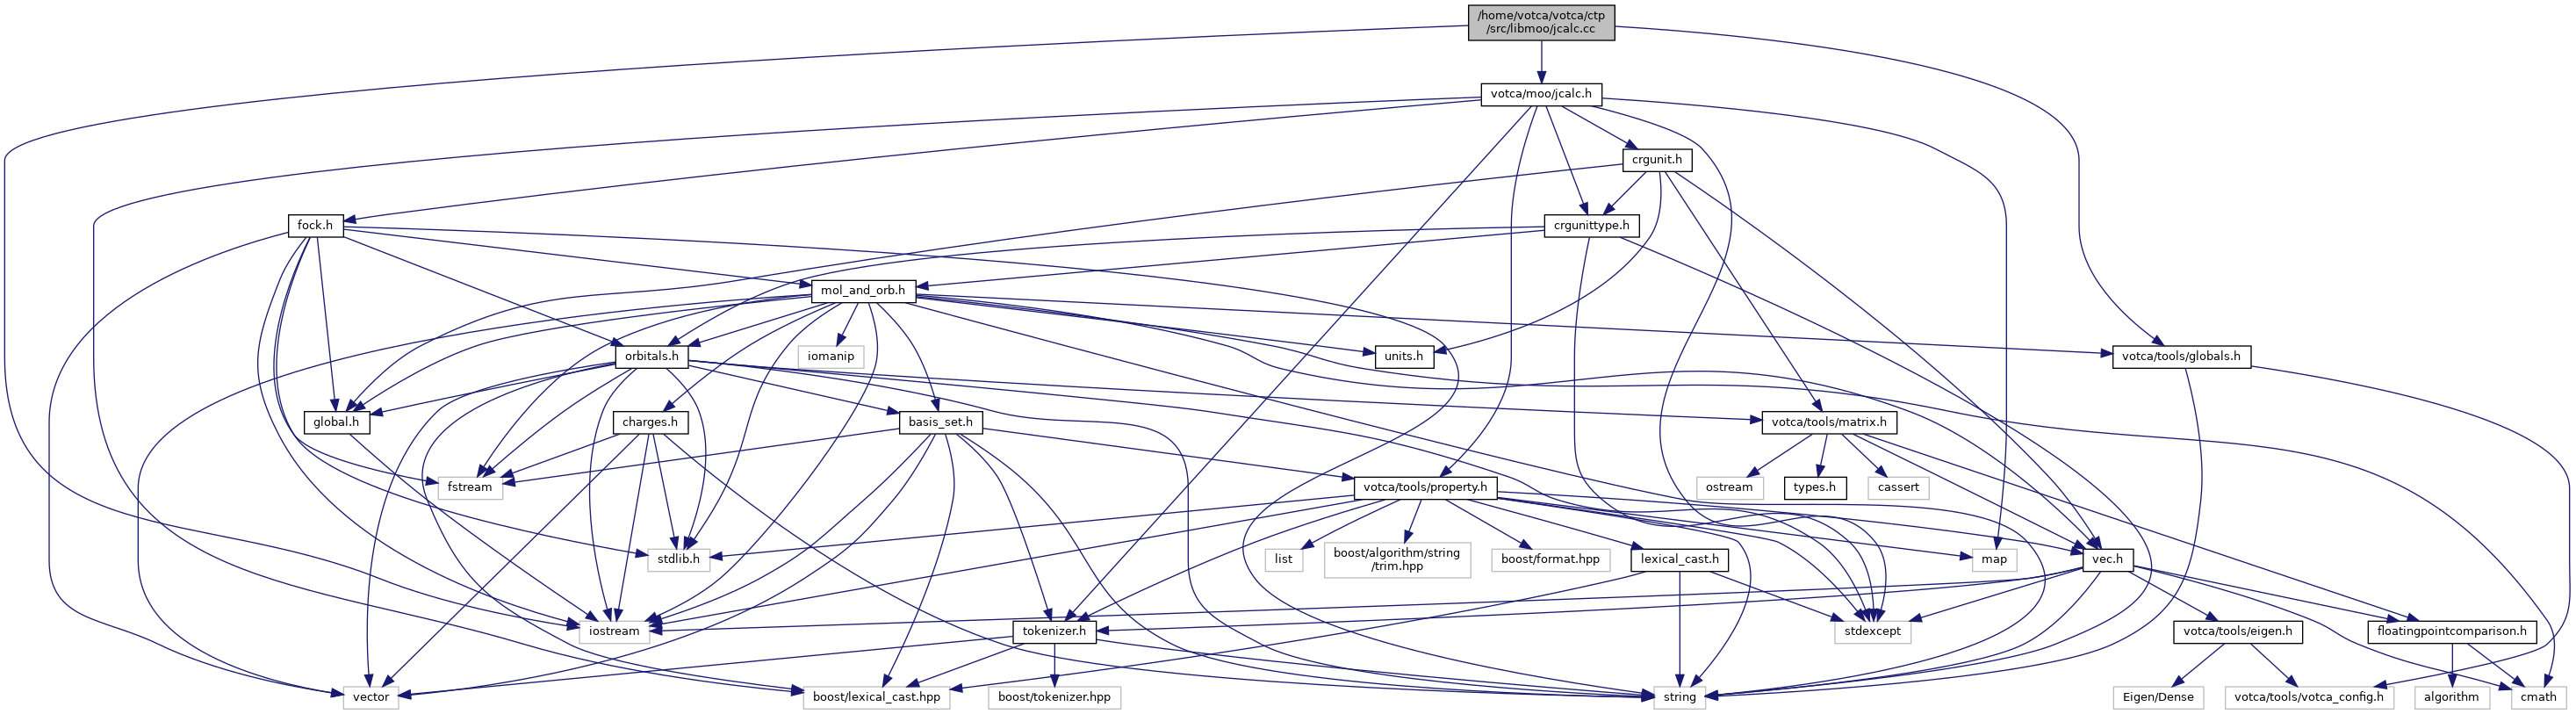 /home/votca/votca/ctp
/src/libmoo/jcalc.cc
votca/moo/jcalc.h
crgunit.h
fock.h
crgunittype.h
mol_and_orb.h
orbitals.h
iomanip
units.h
votca/tools/globals.h
global.h
charges.h
basis_set.h
votca/tools/matrix.h
fstream
votca/tools/property.h
ostream
types.h
cassert
stdlib.h
list
boost/algorithm/string
/trim.hpp
boost/format.hpp
lexical_cast.h
map
vec.h
iostream
tokenizer.h
stdexcept
votca/tools/eigen.h
floatingpointcomparison.h
vector
boost/lexical_cast.hpp
boost/tokenizer.hpp
string
Eigen/Dense
votca/tools/votca_config.h
algorithm
cmath